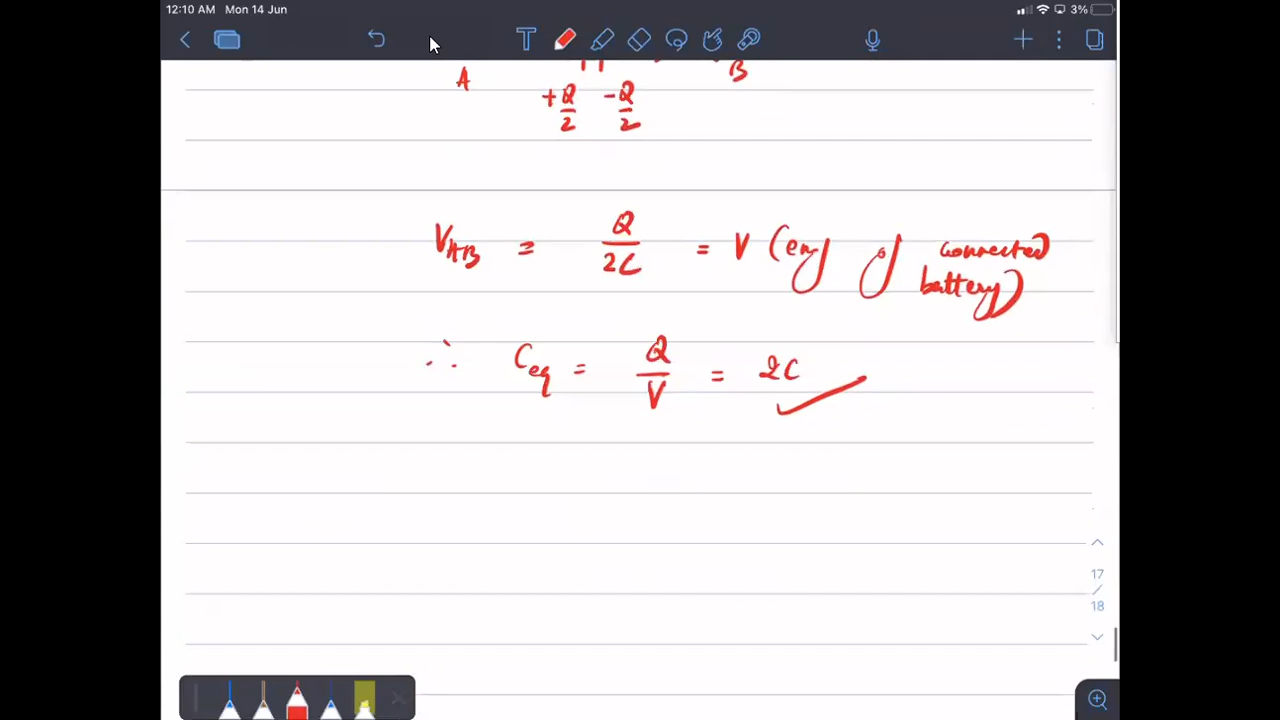 12:10 AM Mon 14 Jun 3%
A B
+Q/2 -Q/2
V_AB = Q/2C = V (emf of connected
battery)
∴ C_eq = Q/V = 2C
17
/
18